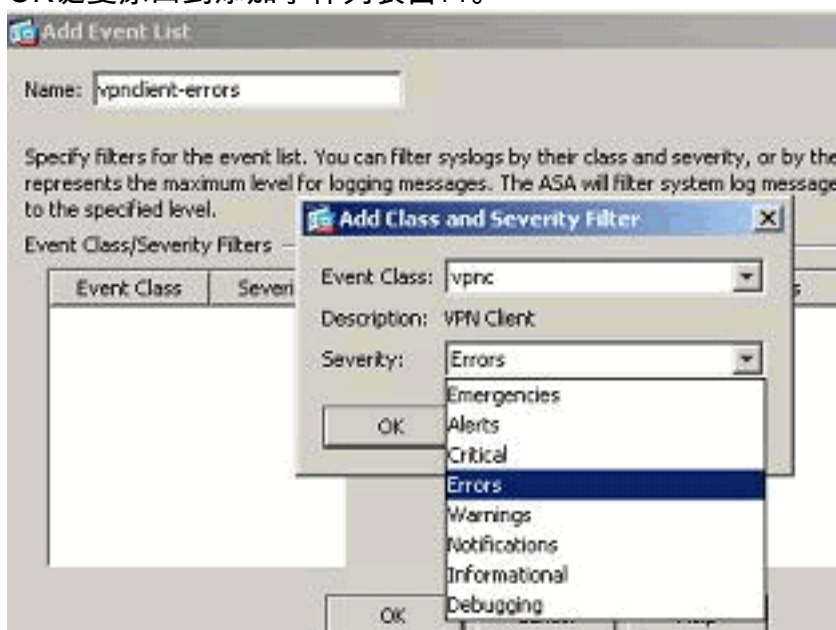 Add Event List
Name: vpnclient-errors
Specify filters for the event list. You can filter syslogs by their class and severity, or by the
represents the maximum level for logging messages. The ASA will filter system log message
to the specified level.
Event Class/Severity Filters
Event Class Severi
Add Class and Severity Filter
Event Class: vpnc
Description: VPN Client
Severity: Errors
Emergencies
OK Alerts
Critical
Errors
Warnings
Notifications
Informational
Debugging
OK